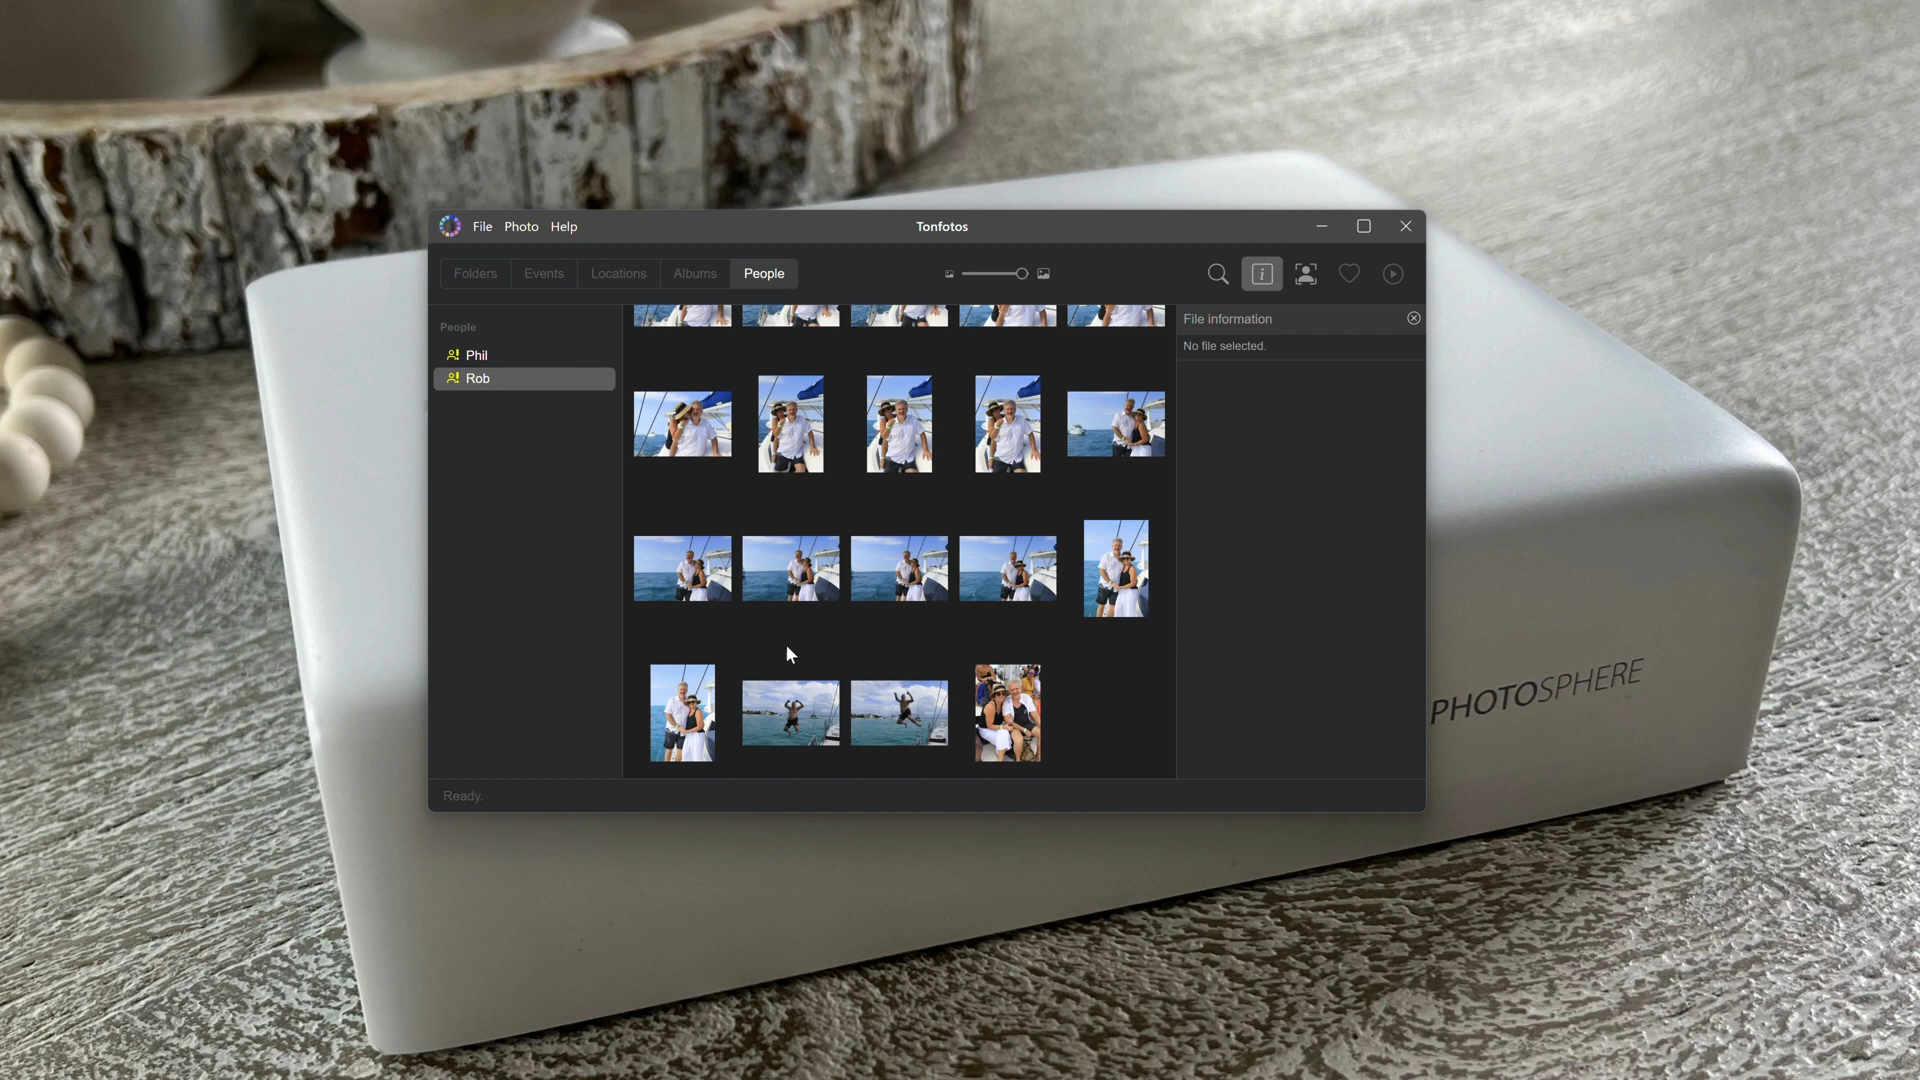 File Photo Help
Tonfotos
Folders Events Locations Albums People
People
Phil
Rob
File information
No file selected.
Ready.
PHOTOSPHERE